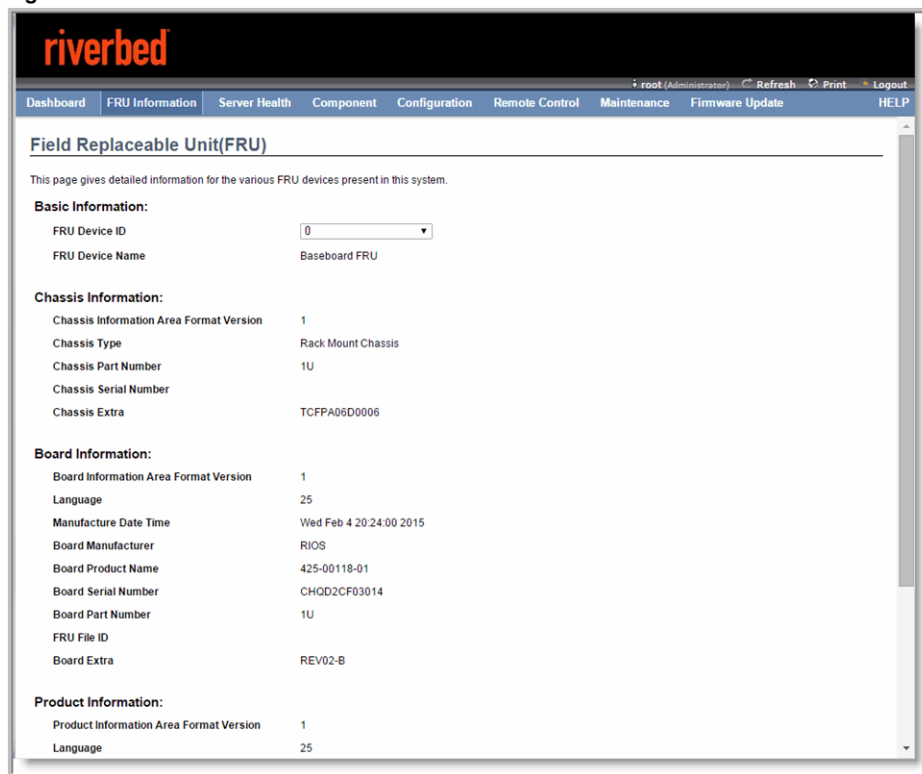 riverbed
root (Administrator) Refresh Print Logout
Dashboard FRU Information Server Health Component Configuration Remote Control Maintenance Firmware Update HELP
Field Replaceable Unit(FRU)
This page gives detailed information for the various FRU devices present in this system.
Basic Information:
FRU Device ID 0
FRU Device Name Baseboard FRU
Chassis Information:
Chassis Information Area Format Version 1
Chassis Type Rack Mount Chassis
Chassis Part Number 1U
Chassis Serial Number
Chassis Extra TCFPA06D0006
Board Information:
Board Information Area Format Version 1
Language 25
Manufacture Date Time Wed Feb 4 20:24:00 2015
Board Manufacturer RIOS
Board Product Name 425-00118-01
Board Serial Number CHQD2CF03014
Board Part Number 1U
FRU File ID
Board Extra REV02-B
Product Information:
Product Information Area Format Version 1
Language 25